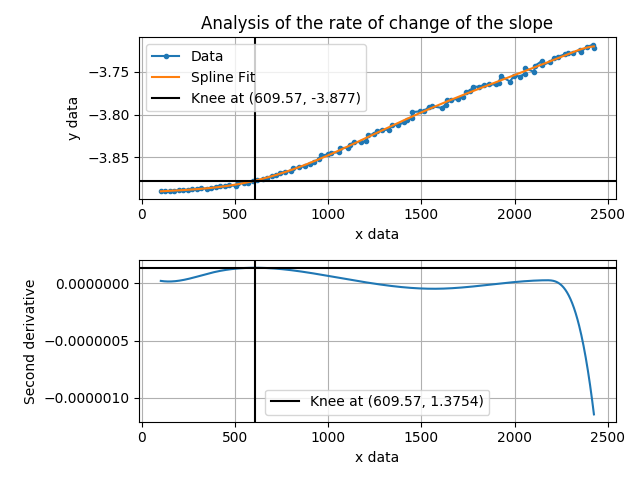 Analysis of the rate of change of the slope
Data
Spline Fit
Knee at (609.57, -3.877)
−3.75
−3.80
−3.85
y data
0 500 1000 1500 2000 2500
x data
0.0000000
−0.0000005
−0.0000010
Second derivative
Knee at (609.57, 1.3754)
0 500 1000 1500 2000 2500
x data